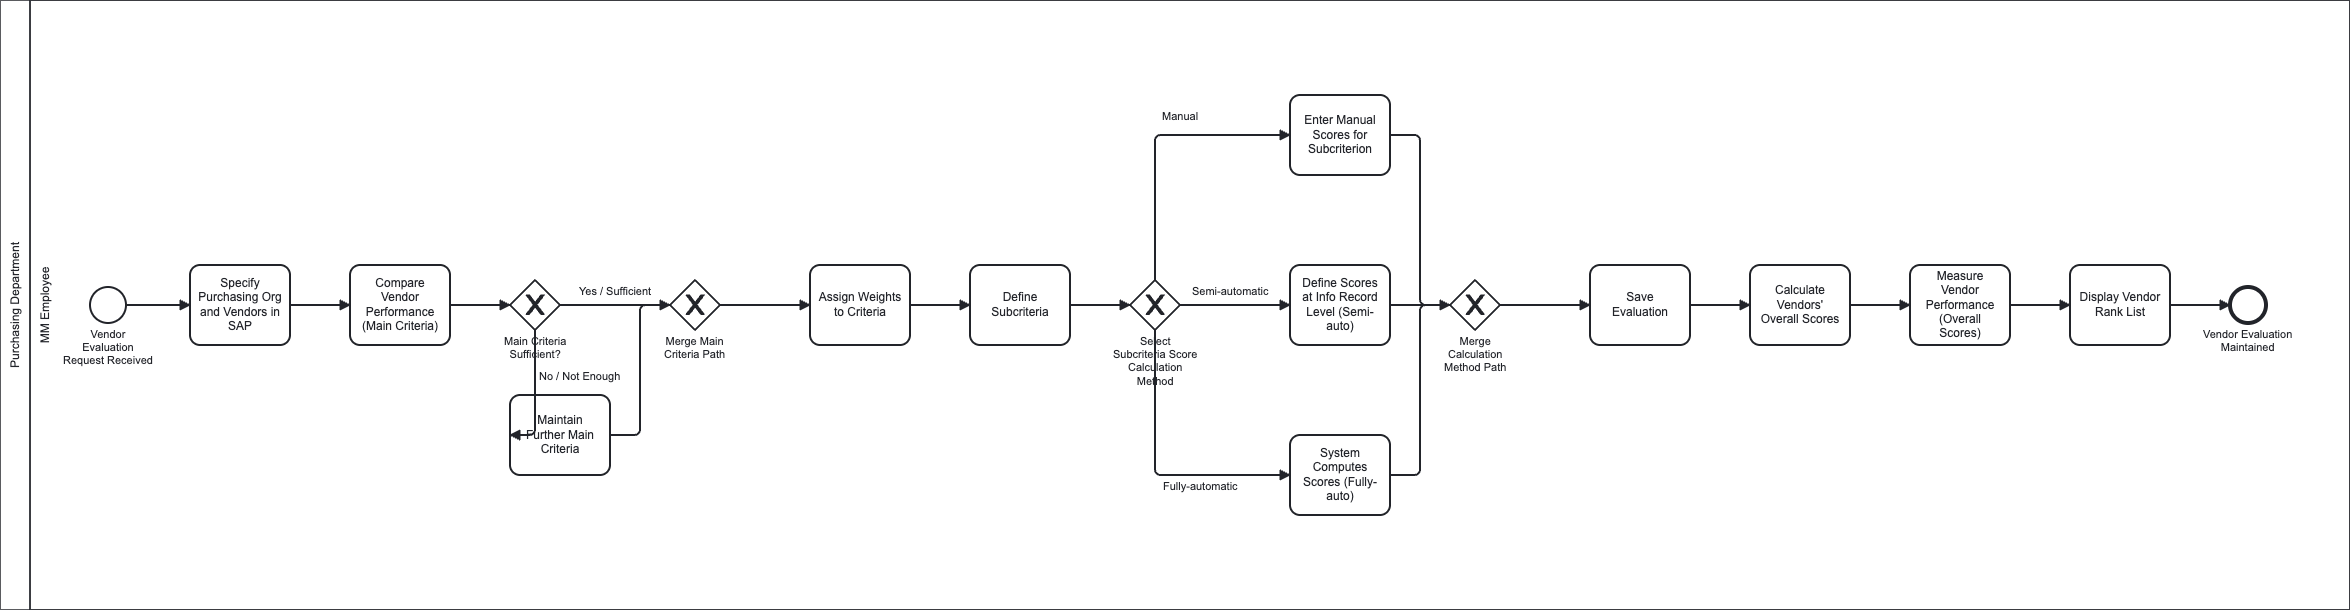 Purchasing Department
MM Employee
Vendor
Evaluation
Request Received
Specify
Purchasing Org
and Vendors in
SAP
Compare
Vendor
Performance
(Main Criteria)
Main Criteria
Sufficient?
Yes / Sufficient
No / Not Enough
Maintain
Further Main
Criteria
Merge Main
Criteria Path
Assign Weights
to Criteria
Define
Subcriteria
Select
Subcriteria Score
Calculation
Method
Manual
Semi-automatic
Fully-automatic
Enter Manual
Scores for
Subcriterion
Define Scores
at Info Record
Level (Semi-
auto)
System
Computes
Scores (Fully-
auto)
Merge
Calculation
Method Path
Save
Evaluation
Calculate
Vendors'
Overall Scores
Measure
Vendor
Performance
(Overall
Scores)
Display Vendor
Rank List
Vendor Evaluation
Maintained